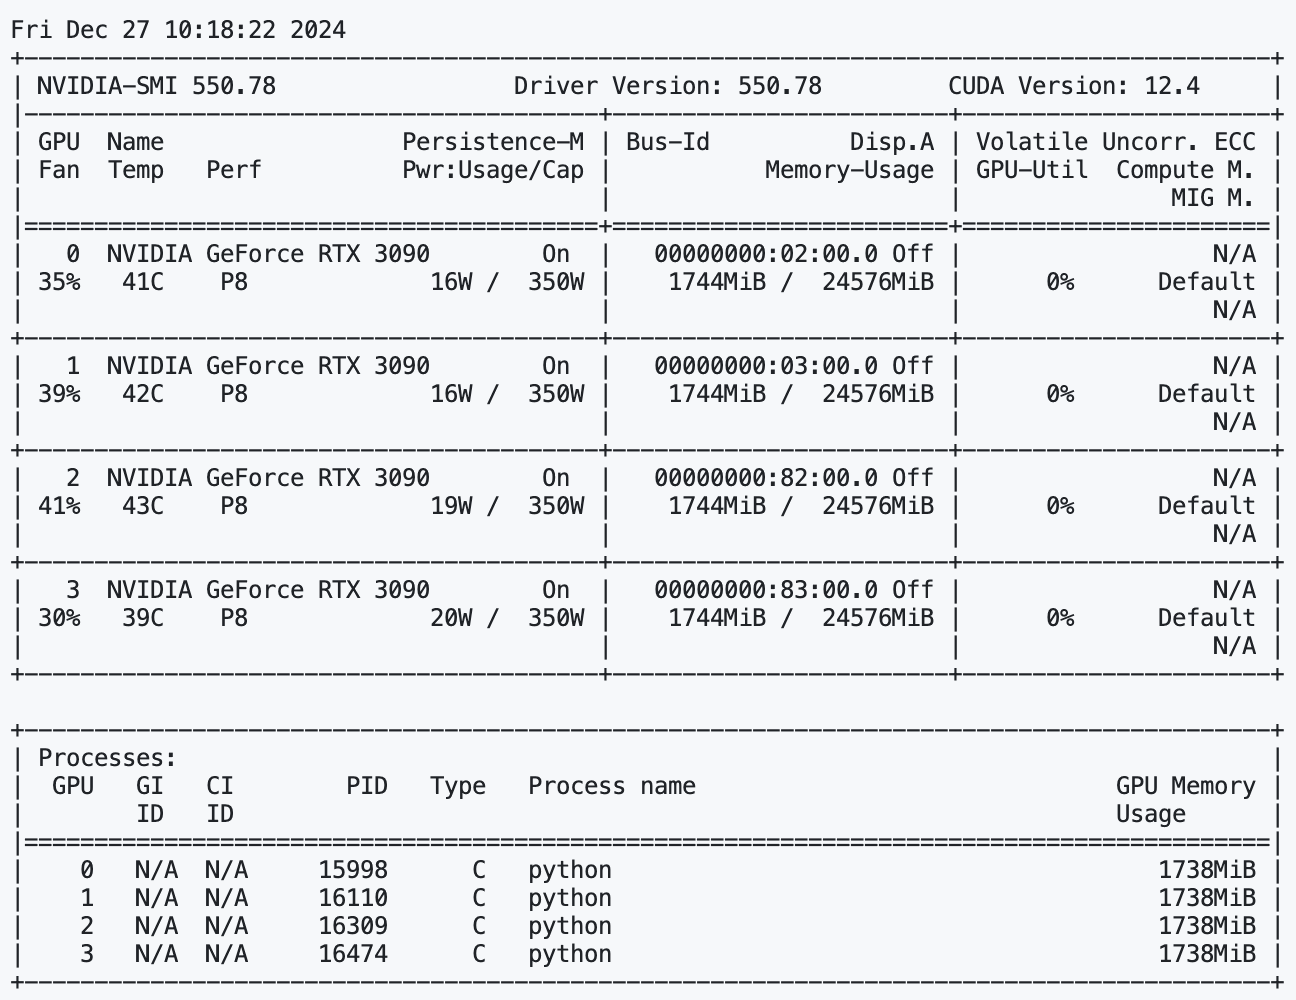 Fri Dec 27 10:18:22 2024
+-----------------------------------------------------------------------------------------+
| NVIDIA-SMI 550.78                 Driver Version: 550.78         CUDA Version: 12.4     |
|-----------------------------------------+------------------------+----------------------+
| GPU  Name                 Persistence-M | Bus-Id          Disp.A | Volatile Uncorr. ECC |
| Fan  Temp   Perf          Pwr:Usage/Cap |           Memory-Usage | GPU-Util  Compute M. |
|                                         |                        |               MIG M. |
|=========================================+========================+======================|
|   0  NVIDIA GeForce RTX 3090        On  |   00000000:02:00.0 Off |                  N/A |
| 35%   41C    P8             16W /  350W |    1744MiB /  24576MiB |      0%      Default |
|                                         |                        |                  N/A |
+-----------------------------------------+------------------------+----------------------+
|   1  NVIDIA GeForce RTX 3090        On  |   00000000:03:00.0 Off |                  N/A |
| 39%   42C    P8             16W /  350W |    1744MiB /  24576MiB |      0%      Default |
|                                         |                        |                  N/A |
+-----------------------------------------+------------------------+----------------------+
|   2  NVIDIA GeForce RTX 3090        On  |   00000000:82:00.0 Off |                  N/A |
| 41%   43C    P8             19W /  350W |    1744MiB /  24576MiB |      0%      Default |
|                                         |                        |                  N/A |
+-----------------------------------------+------------------------+----------------------+
|   3  NVIDIA GeForce RTX 3090        On  |   00000000:83:00.0 Off |                  N/A |
| 30%   39C    P8             20W /  350W |    1744MiB /  24576MiB |      0%      Default |
|                                         |                        |                  N/A |
+-----------------------------------------+------------------------+----------------------+

+-----------------------------------------------------------------------------------------+
| Processes:                                                                              |
|  GPU   GI   CI        PID   Type   Process name                              GPU Memory |
|        ID   ID                                                               Usage      |
|=========================================================================================|
|    0   N/A  N/A     15998      C   python                                       1738MiB |
|    1   N/A  N/A     16110      C   python                                       1738MiB |
|    2   N/A  N/A     16309      C   python                                       1738MiB |
|    3   N/A  N/A     16474      C   python                                       1738MiB |
+-----------------------------------------------------------------------------------------+